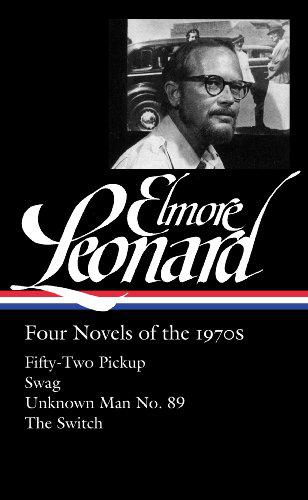 Elmore
Leonard
Four Novels of the 1970s
Fifty-Two Pickup
Swag
Unknown Man No. 89
The Switch